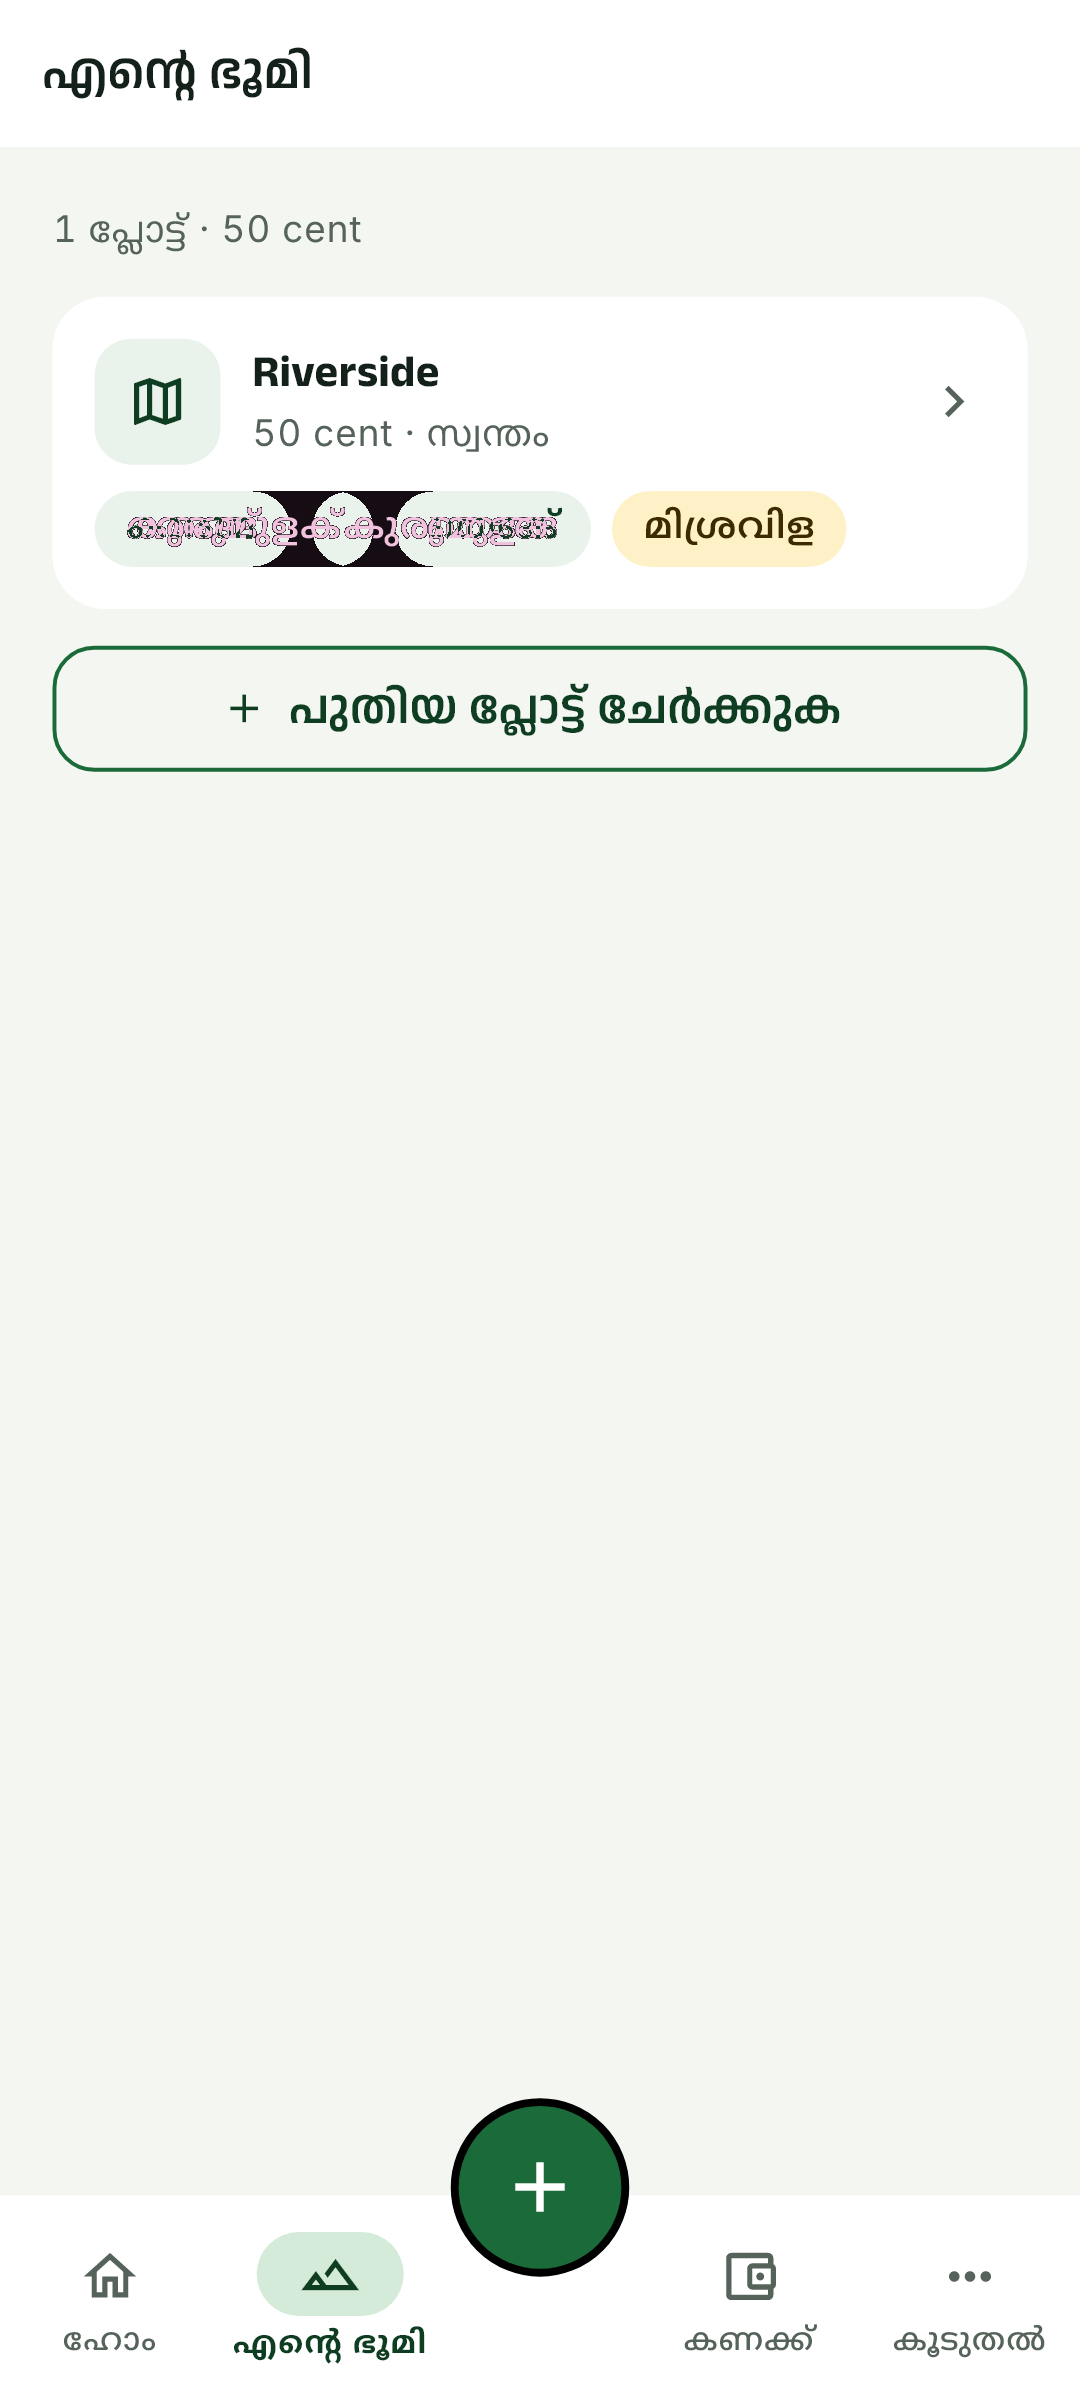 എന്റെ ഭൂമി
1 പ്ലോട്ട് · 50 cent
Riverside
50 cent · സ്വന്തം
മിശ്രവിള
+ പുതിയ പ്ലോട്ട് ചേർക്കുക
ഹോം
എന്റെ ഭൂമി
കണക്ക്
കൂടുതൽ